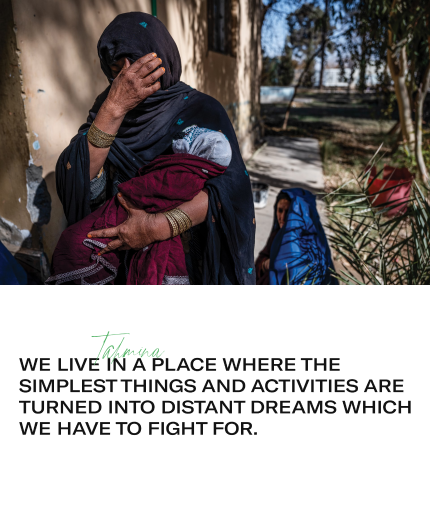 Tahmina
WE LIVE IN A PLACE WHERE THE
SIMPLEST THINGS AND ACTIVITIES ARE
TURNED INTO DISTANT DREAMS WHICH
WE HAVE TO FIGHT FOR.